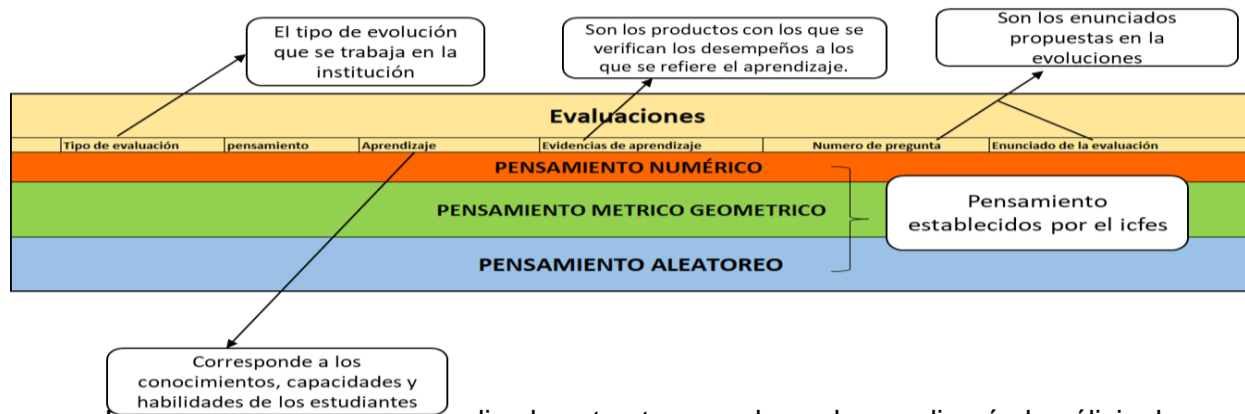 El tipo de evolución
que se trabaja en la
institución
Son los productos con los que se
verifican los desempeños a los
que se refiere el aprendizaje.
Son los enunciados
propuestas en la
evoluciones
Evaluaciones
Tipo de evaluación pensamiento Aprendizaje Evidencias de aprendizaje Numero de pregunta Enunciado de la evaluación
PENSAMIENTO NUMÉRICO
PENSAMIENTO METRICO GEOMETRICO
PENSAMIENTO ALEATOREO
Pensamiento
establecidos por el icfes
Corresponde a los
conocimientos, capacidades y
habilidades de los estudiantes